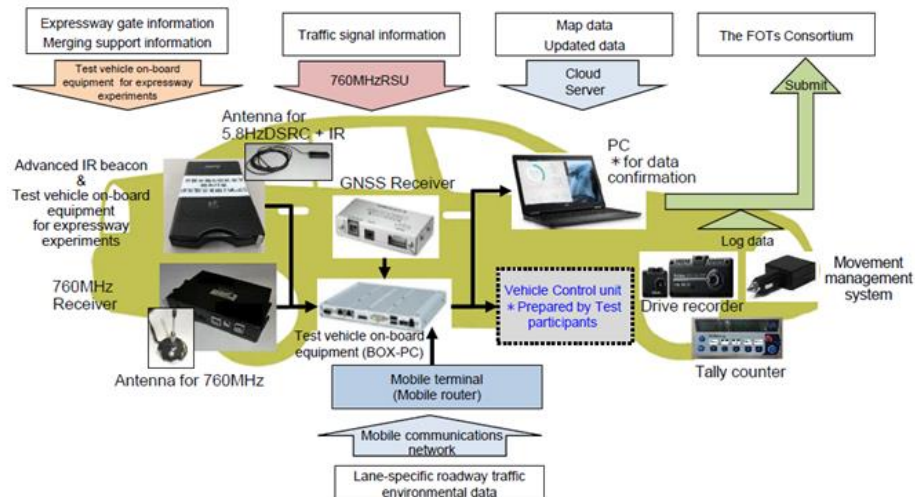 Expressway gate information
Merging support information
Traffic signal information
Map data
Updated data
The FOTs Consortium
Test vehicle on-board
equipment for expressway
experiments
760MHzRSU
Cloud
Server
Submit
Antenna for
5.8HzDSRC + IR
Advanced IR beacon
&
Test vehicle on-board
equipment
for expressway
experiments
GNSS Receiver
PC
*for data
confirmation
Log data
760MHz
Receiver
Antenna for 760MHz
Test vehicle on-board
equipment (BOX-PC)
Vehicle Control unit
*Prepared by Test
participants
Drive recorder
Movement
management
system
Tally counter
Mobile terminal
(Mobile router)
Mobile communications
network
Lane-specific roadway traffic
environmental data